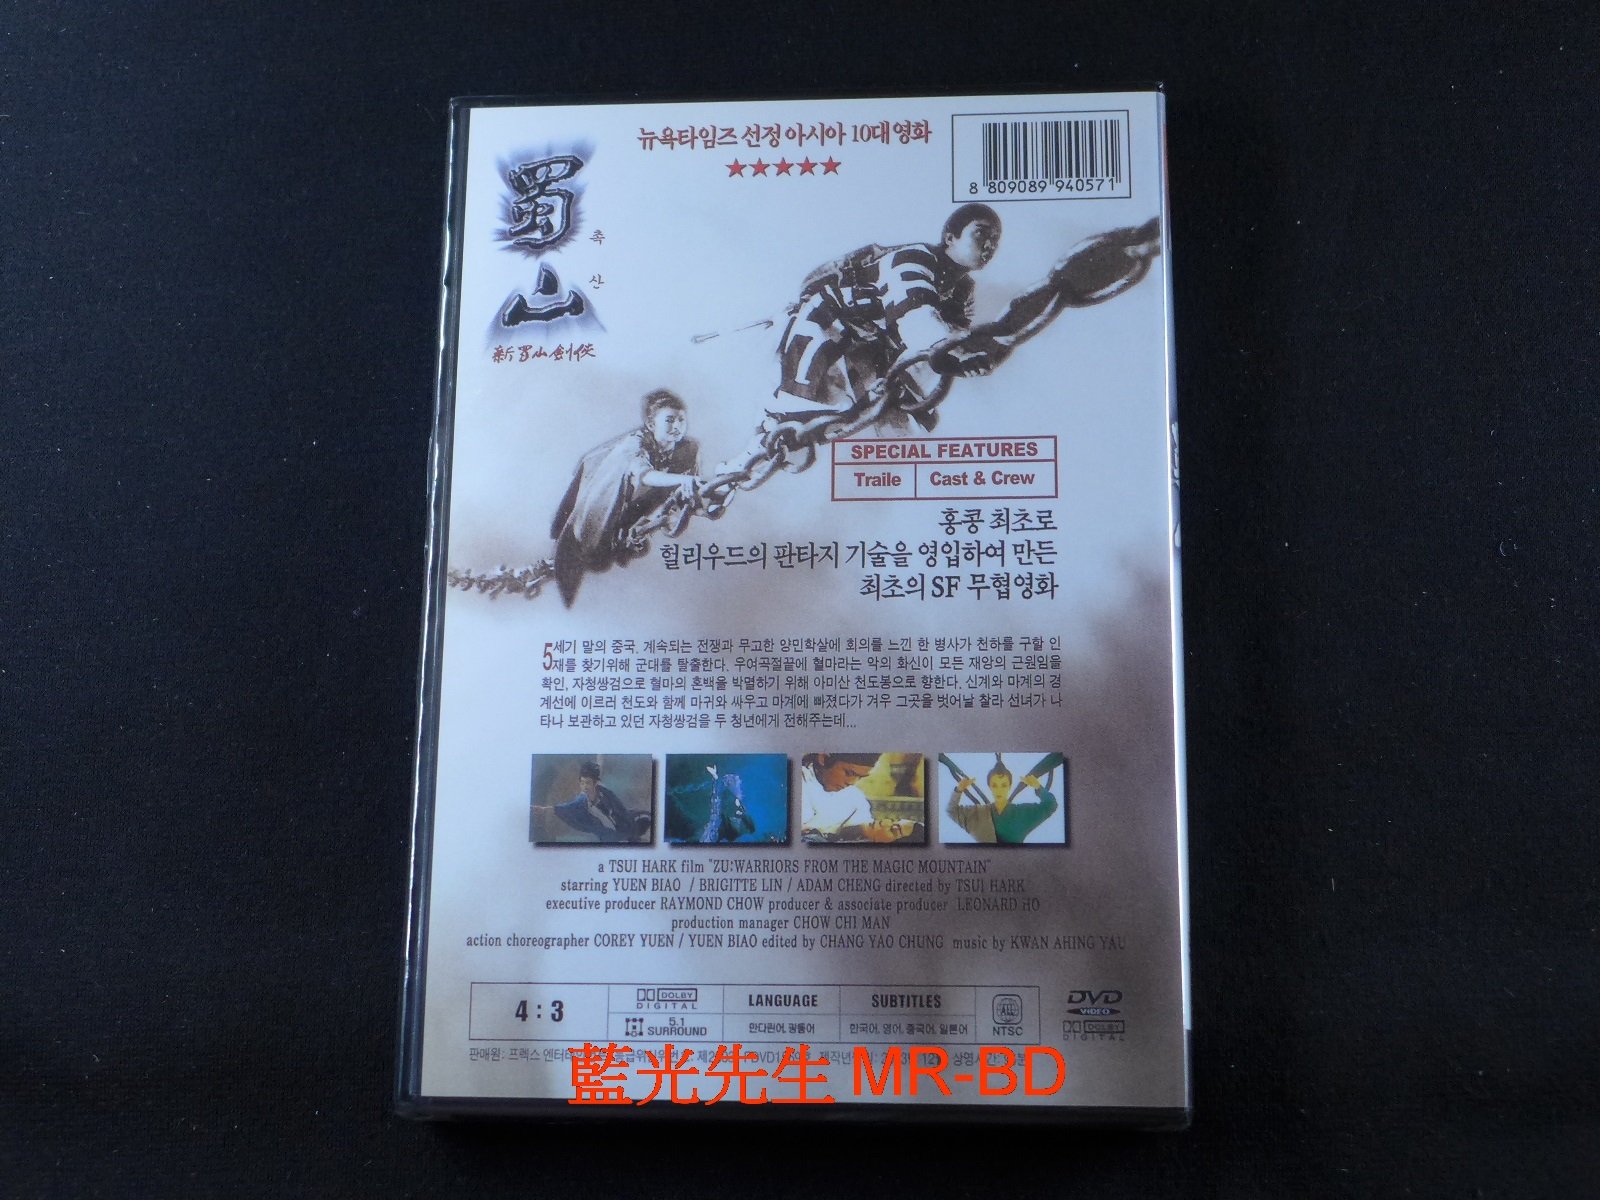 뉴욕타임즈 선정 아시아 10대 영화
★★★★★
8 809089 940571
蜀山
촉산
新蜀山劍俠
SPECIAL FEATURES
Traile Cast & Crew
홍콩 최초로
헐리우드의 판타지 기술을 영입하여 만든
최초의 SF 무협영화
5세기 말의 중국. 계속되는 전쟁과 무고한 양민학살에 회의를 느낀 한 병사가 천하를 구할 인
재를 찾기위해 군대를 탈출한다. 우여곡절끝에 혈마라는 악의 화신이 모든 재앙의 근원임을
확인, 자청쌍검으로 혈마의 혼백을 박멸하기 위해 아미산 천도봉으로 향한다. 신계와 마계의 경
계선에 이르러 천도와 함께 마귀와 싸우고 마계에 빠졌다가 겨우 그곳을 벗어날 찰라 선녀가 나
타나 보관하고 있던 자청쌍검을 두 청년에게 전해주는데...
a TSUI HARK film "ZU:WARRIORS FROM THE MAGIC MOUNTAIN"
starring YUEN BIAO / BRIGITTE LIN / ADAM CHENG directed by TSUI HARK
executive producer RAYMOND CHOW producer & associate producer LEONARD HO
production manager CHOW CHI MAN
action choreographer COREY YUEN / YUEN BIAO edited by CHANG YAO CHUNG music by KWAN AHING YAU
4 : 3
DOLBY DIGITAL
5.1 SURROUND
LANGUAGE
만다린어, 광동어
SUBTITLES
한국어, 영어, 중국어, 일본어
ALL
NTSC
DVD VIDEO
DOLBY DIGITAL
판매원: 프렉스 엔터
藍光先生 MR-BD